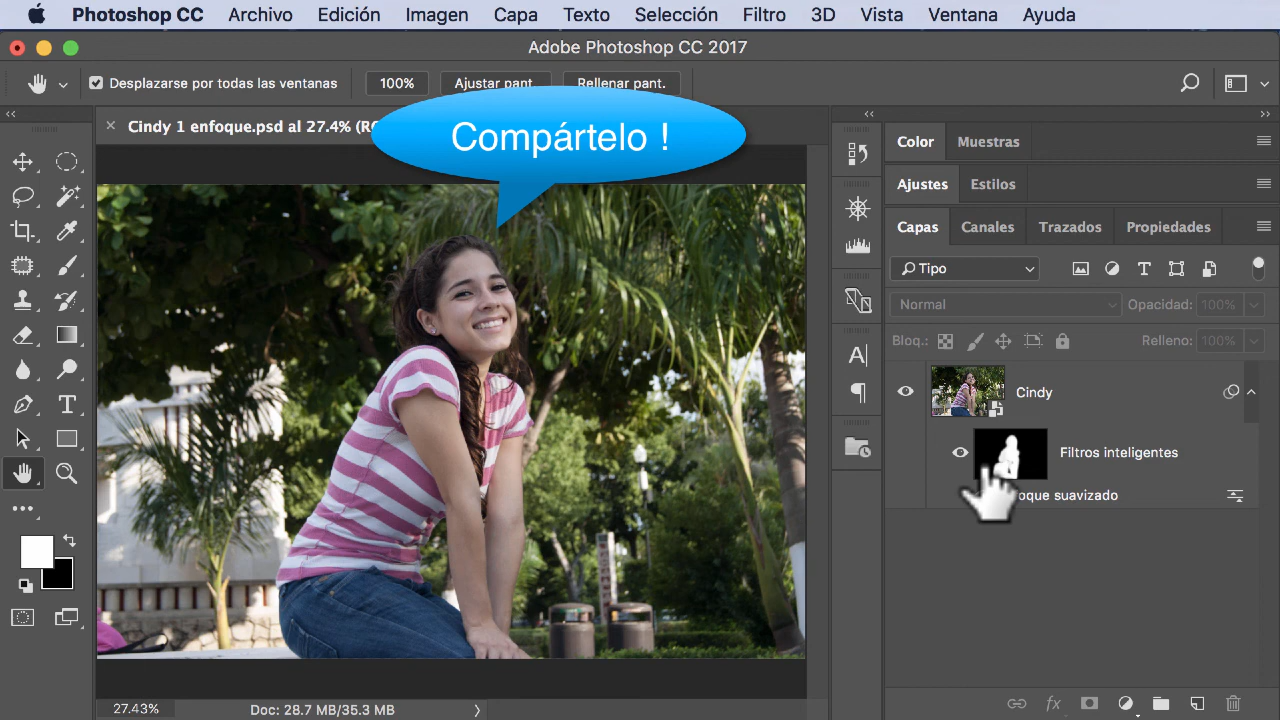 Photoshop CC Archivo Edición Imagen Capa Texto Selección Filtro 3D Vista Ventana Ayuda
Adobe Photoshop CC 2017
Desplazarse por todas las ventanas 100% Ajustar pant. Rellenar pant.
Cindy 1 enfoque.psd al 27.4%
Compártelo !
Color Muestras
Ajustes Estilos
Capas Canales Trazados Propiedades
Tipo
Normal Opacidad: 100%
Bloq.: Relleno: 100%
Cindy
Filtros inteligentes
oque suavizado
27.43% Doc: 28.7 MB/35.3 MB